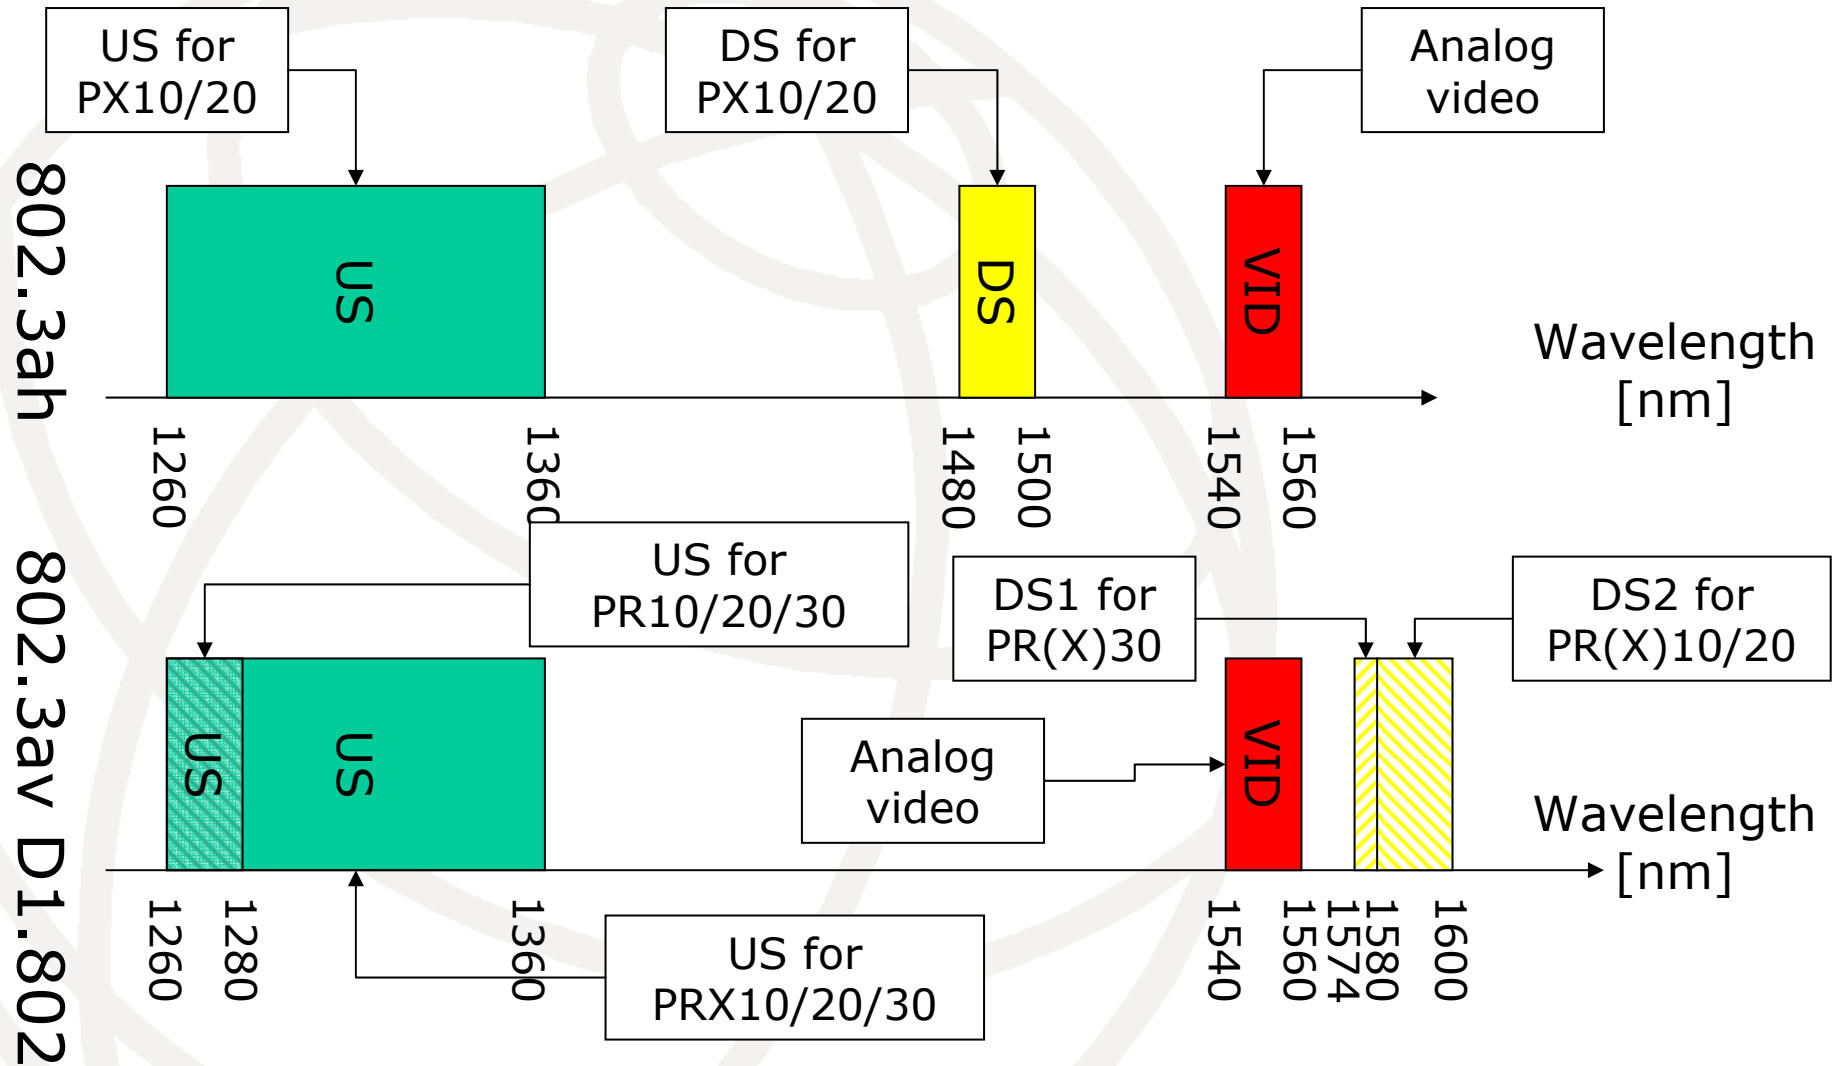 US for
PX10/20
DS for
PX10/20
Analog
video
802.3ah
US
DS
VID
Wavelength
[nm]
1260
1360
1480
1500
1540
1560
802.3av D1.802
US for
PR10/20/30
DS1 for
PR(X)30
DS2 for
PR(X)10/20
US
US
Analog
video
VID
Wavelength
[nm]
1260
1280
1360
US for
PRX10/20/30
1540
1560
1574
1580
1600